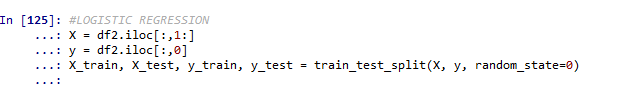 In [125]: #LOGISTIC REGRESSION
...: X = df2.iloc[:,1:]
...: y = df2.iloc[:,0]
...: X_train, X_test, y_train, y_test = train_test_split(X, y, random_state=0)
...: